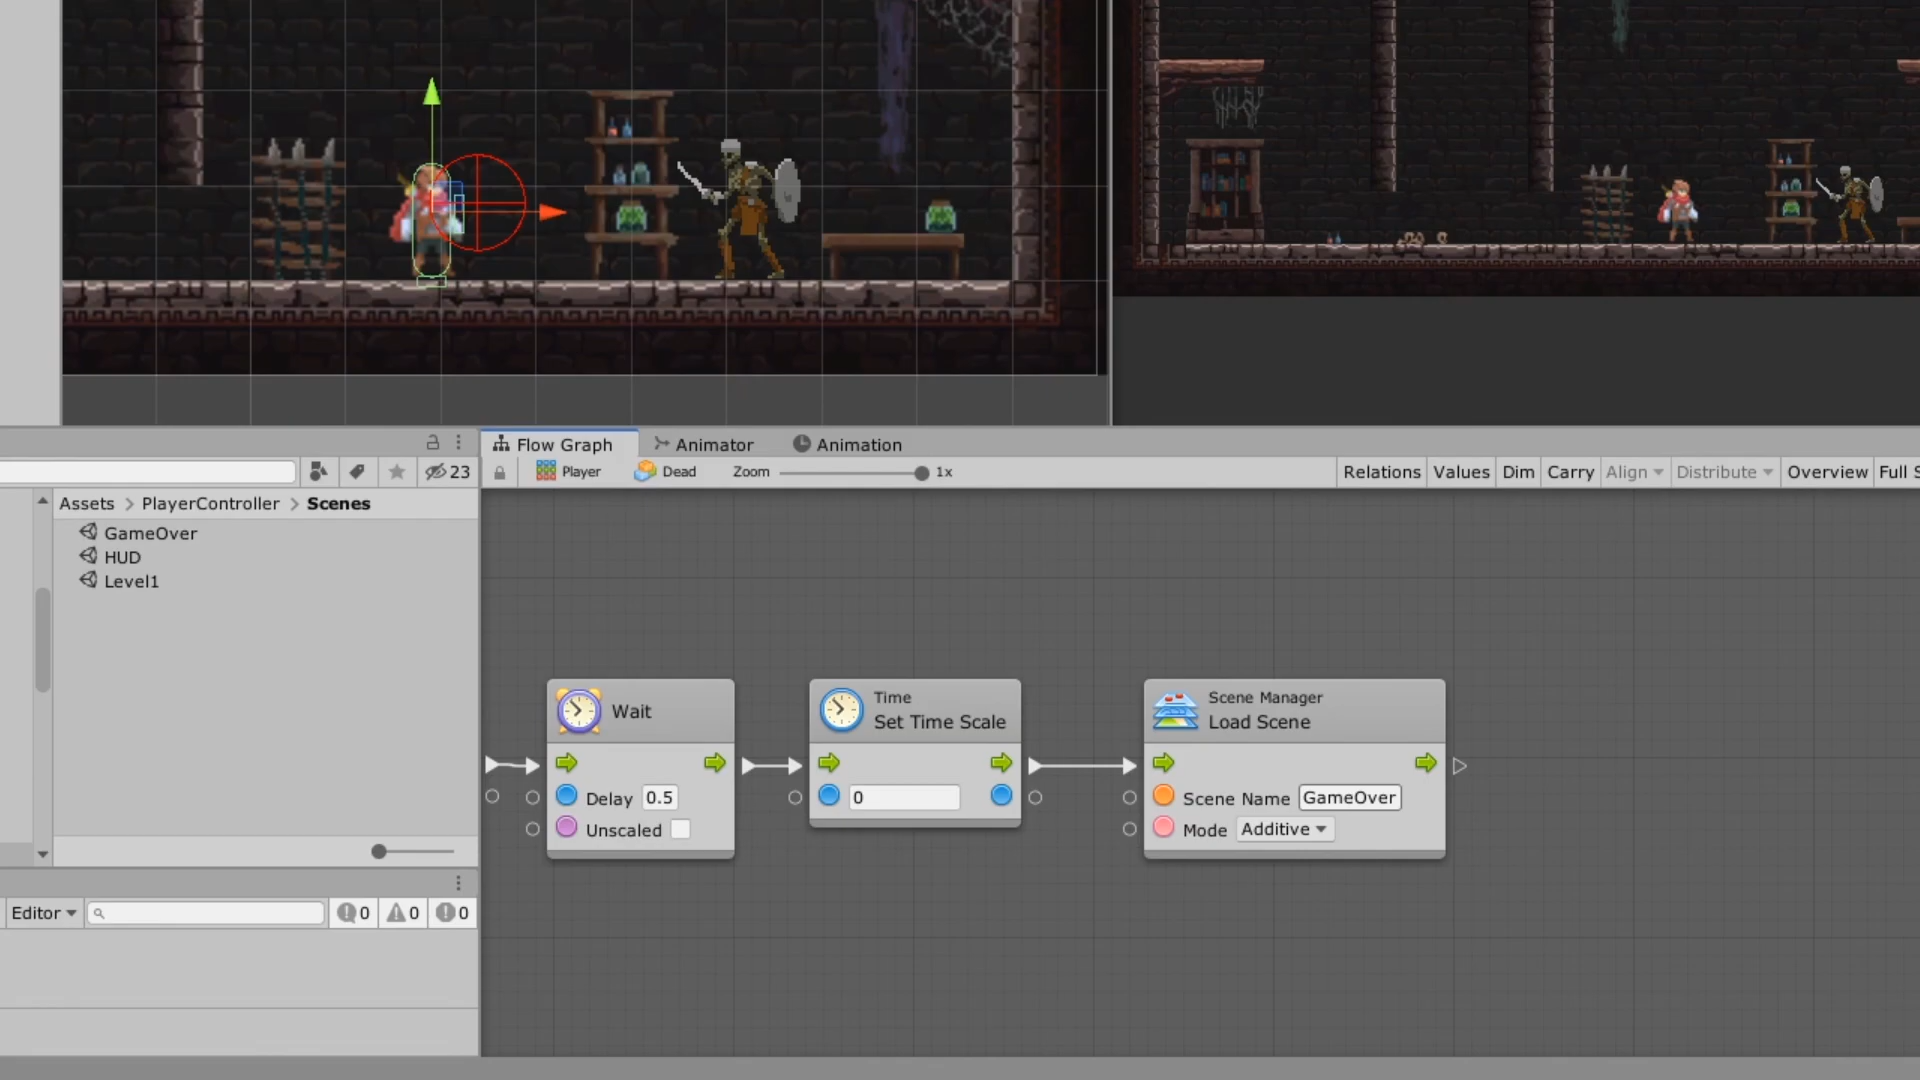 Flow Graph
Animator
Animation
23
Player
Dead
Zoom
1x
Relations
Values
Dim
Carry
Align
Distribute
Overview
Full S
Assets > PlayerController > Scenes
GameOver
HUD
Level1
Wait
Delay 0.5
Unscaled
Time
Set Time Scale
0
Scene Manager
Load Scene
Scene Name GameOver
Mode Additive
Editor
0
0
0